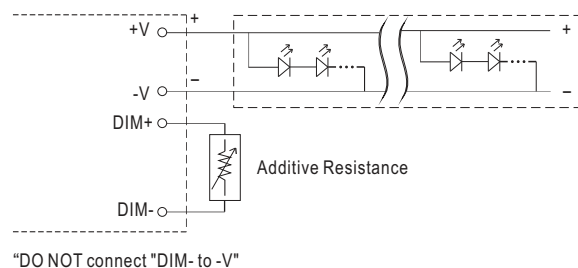 +V + +
-V − −
DIM+
Additive Resistance
DIM-
“DO NOT connect "DIM- to -V"